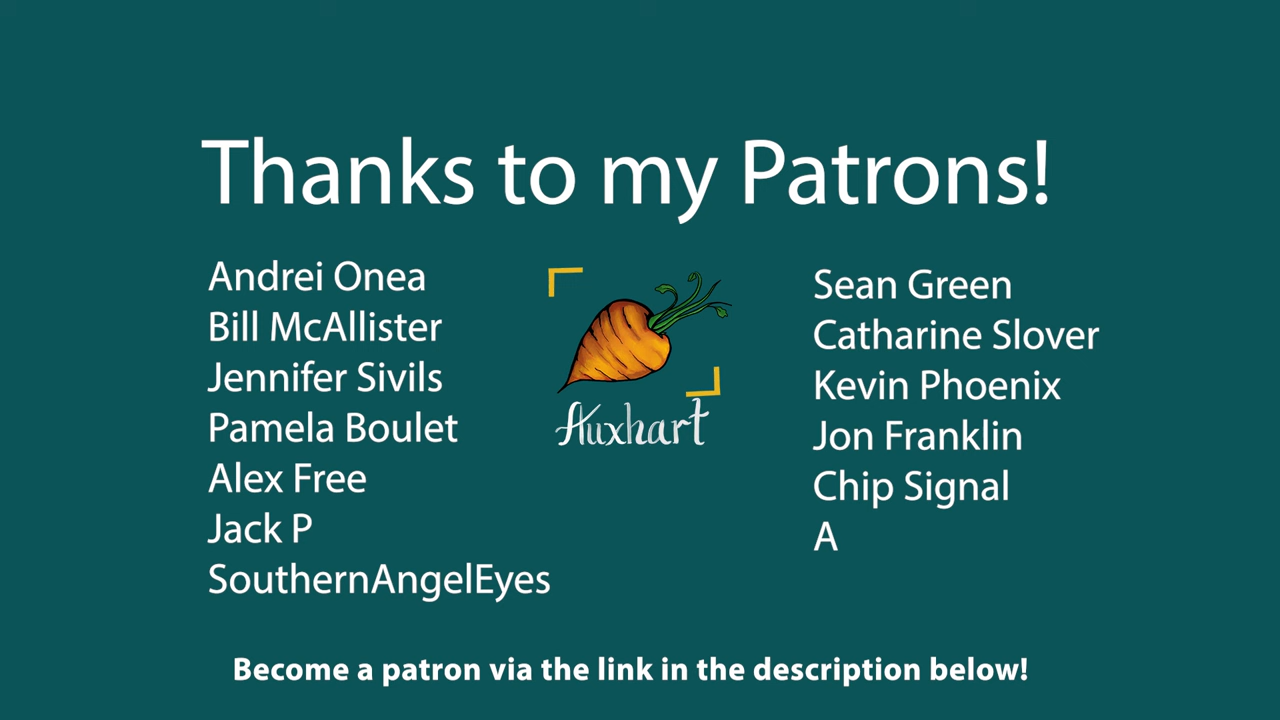 Thanks to my Patrons!
Andrei Onea
Bill McAllister
Jennifer Sivils
Pamela Boulet
Alex Free
Jack P
SouthernAngelEyes
Auxhart
Sean Green
Catharine Slover
Kevin Phoenix
Jon Franklin
Chip Signal
A
Become a patron via the link in the description below!